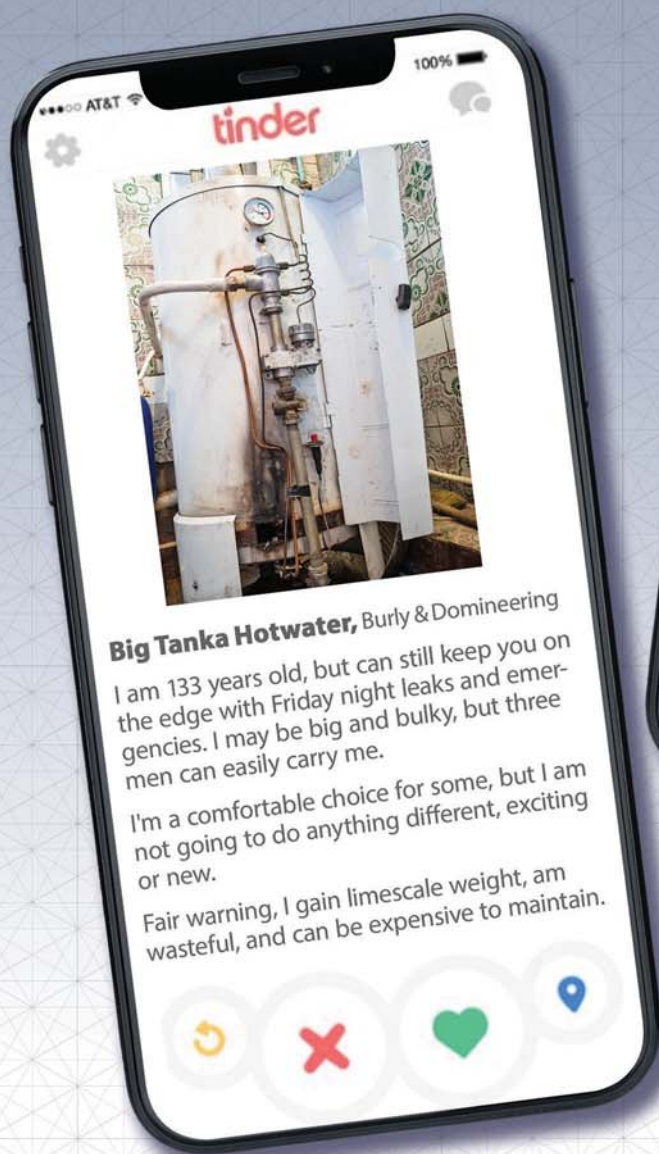 AT&T
100%
tinder
Big Tanka Hotwater, Burly & Domineering
I am 133 years old, but can still keep you on
the edge with Friday night leaks and emer-
gencies. I may be big and bulky, but three
men can easily carry me.
I'm a comfortable choice for some, but I am
not going to do anything different, exciting
or new.
Fair warning, I gain limescale weight, am
wasteful, and can be expensive to maintain.